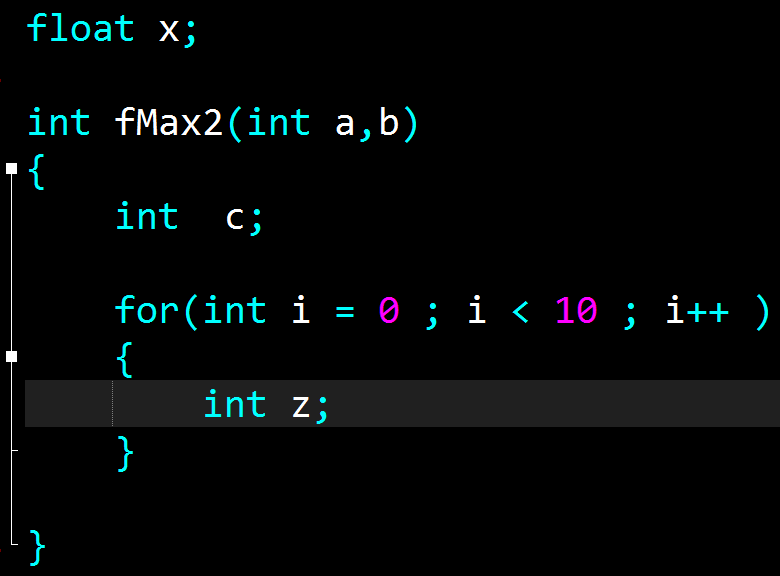 float x;
int fMax2(int a,b)
{
int  c;
for(int i = 0 ; i < 10 ; i++ )
{
int z;
}
}